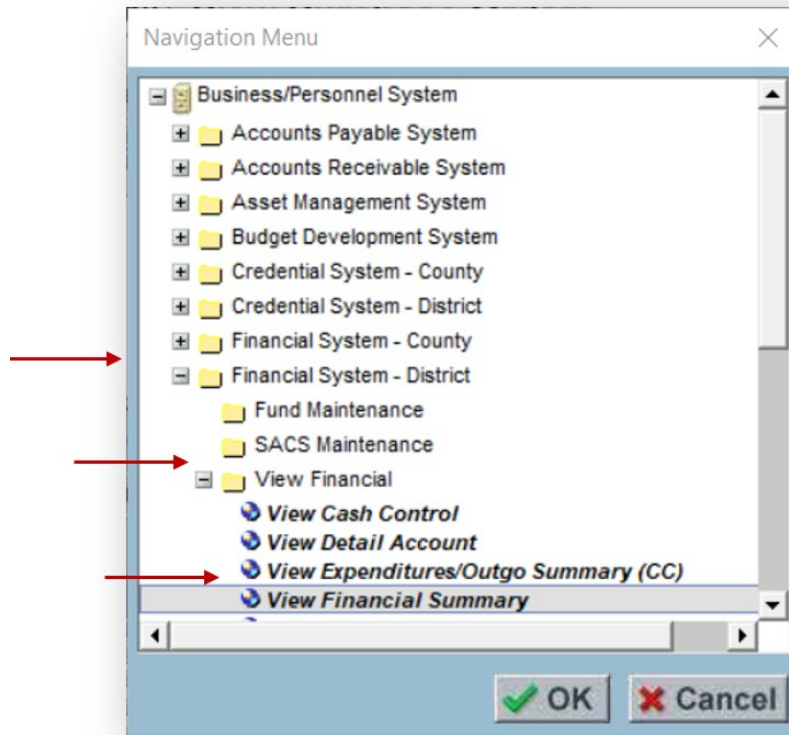 Navigation Menu
Business/Personnel System
Accounts Payable System
Accounts Receivable System
Asset Management System
Budget Development System
Credential System - County
Credential System - District
Financial System - County
Financial System - District
Fund Maintenance
SACS Maintenance
View Financial
View Cash Control
View Detail Account
View Expenditures/Outgo Summary (CC)
View Financial Summary
OK
Cancel